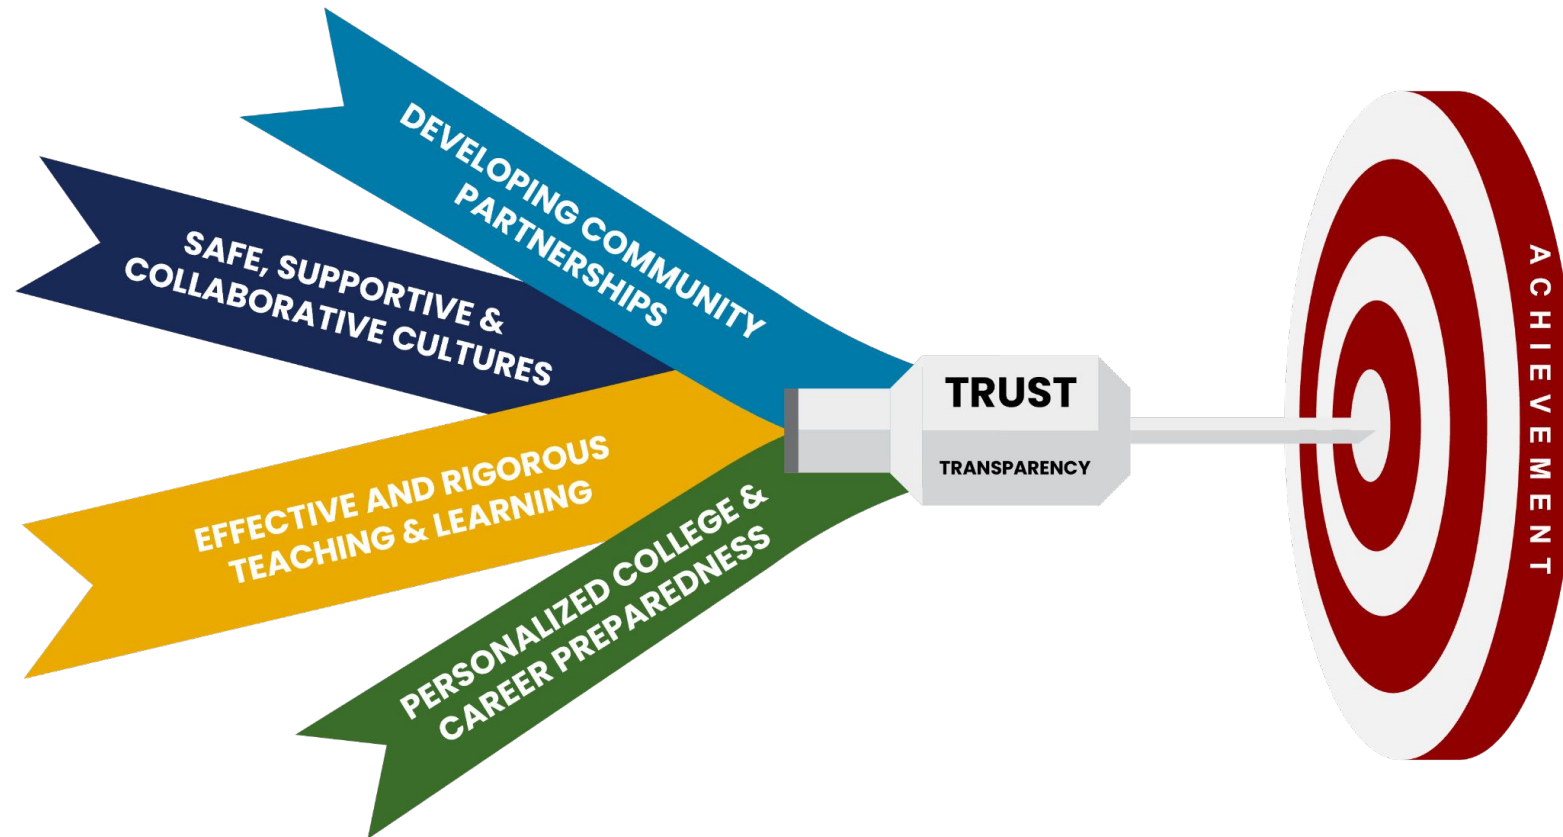 DEVELOPING COMMUNITY
PARTNERSHIPS
SAFE, SUPPORTIVE &
COLLABORATIVE CULTURES
EFFECTIVE AND RIGOROUS
TEACHING & LEARNING
PERSONALIZED COLLEGE &
CAREER PREPAREDNESS
TRUST
TRANSPARENCY
ACHIEVEMENT